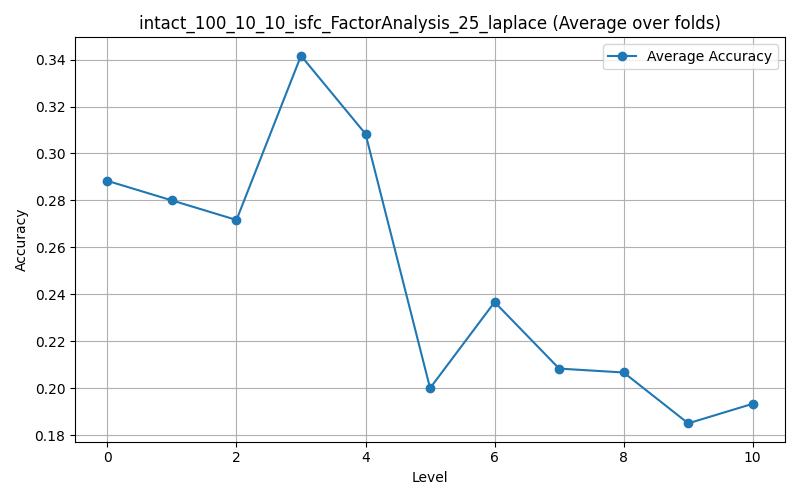 intact_100_10_10_isfc_FactorAnalysis_25_laplace (Average over folds)
Average Accuracy
Accuracy
0.34
0.32
0.30
0.28
0.26
0.24
0.22
0.20
0.18
0 2 4 6 8 10
Level